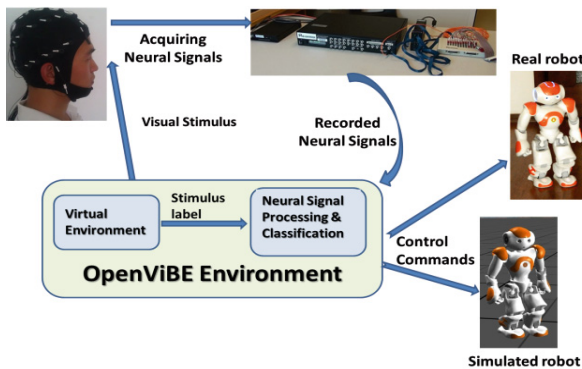 Acquiring
Neural Signals
Real robot
Visual Stimulus
Recorded
Neural Signals
Virtual
Environment
Stimulus
label
Neural Signal
Processing &
Classification
OpenViBE Environment
Control
Commands
Simulated robot